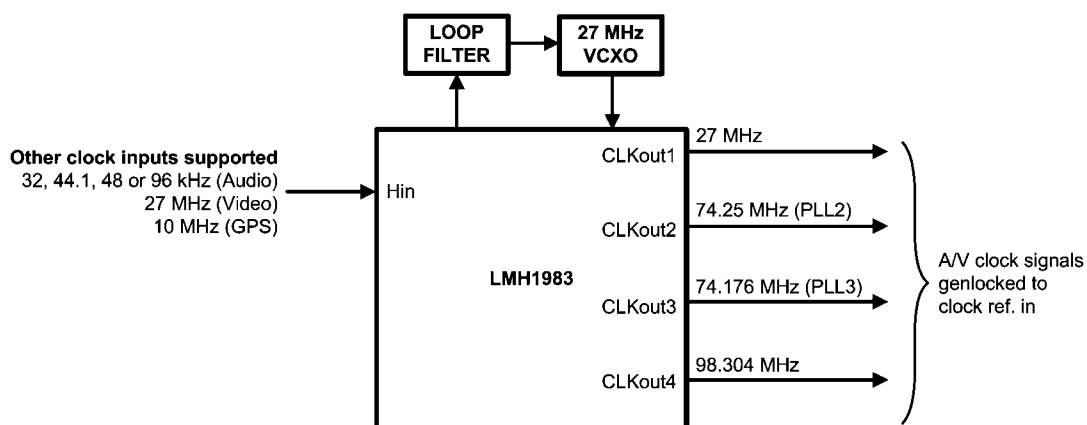 LOOP
FILTER
27 MHz
VCXO
Other clock inputs supported
32, 44.1, 48 or 96 kHz (Audio)
27 MHz (Video)
10 MHz (GPS)
Hin
LMH1983
CLKout1
27 MHz
CLKout2
74.25 MHz (PLL2)
CLKout3
74.176 MHz (PLL3)
CLKout4
98.304 MHz
A/V clock signals
genlocked to
clock ref. in